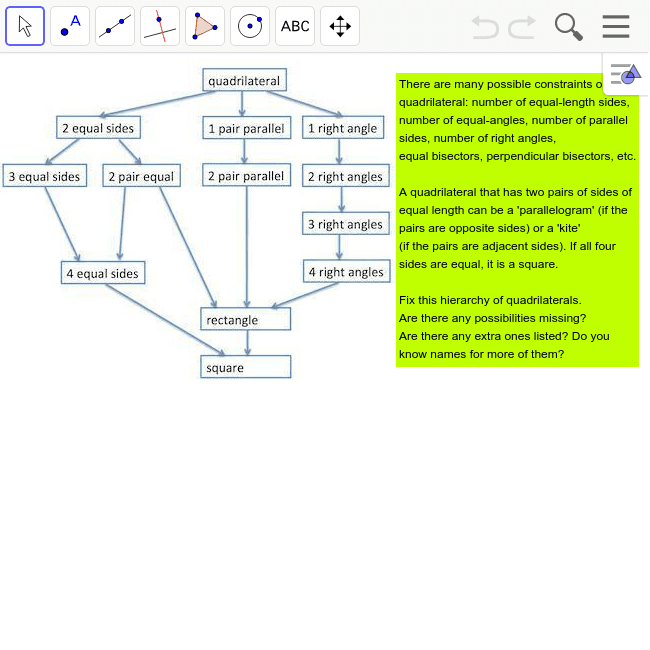 A
ABC
quadrilateral
2 equal sides
1 pair parallel
1 right angle
3 equal sides
2 pair equal
2 pair parallel
2 right angles
3 right angles
4 equal sides
4 right angles
rectangle
square
There are many possible constraints o
quadrilateral: number of equal-length sides,
number of equal-angles, number of parallel
sides, number of right angles,
equal bisectors, perpendicular bisectors, etc.
A quadrilateral that has two pairs of sides of
equal length can be a 'parallelogram' (if the
pairs are opposite sides) or a 'kite'
(if the pairs are adjacent sides). If all four
sides are equal, it is a square.
Fix this hierarchy of quadrilaterals.
Are there any possibilities missing?
Are there any extra ones listed? Do you
know names for more of them?